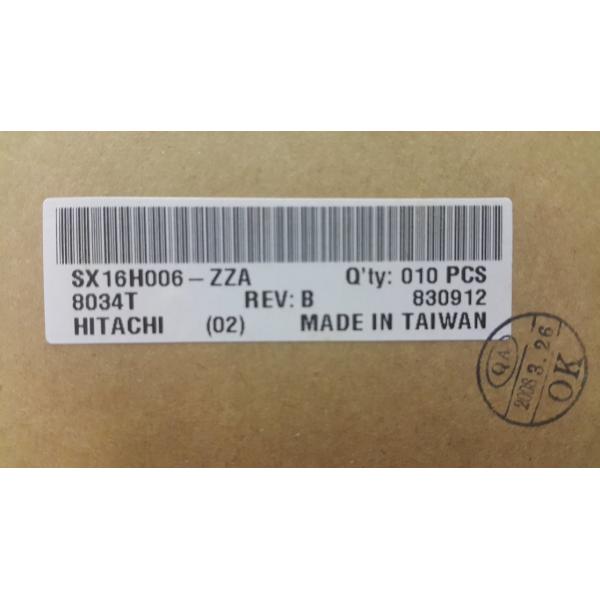 SX16H006-ZZA Q'ty: 010 PCS
8034T REV: B 830912
HITACHI (02) MADE IN TAIWAN
QA
2008 3. 26
OK